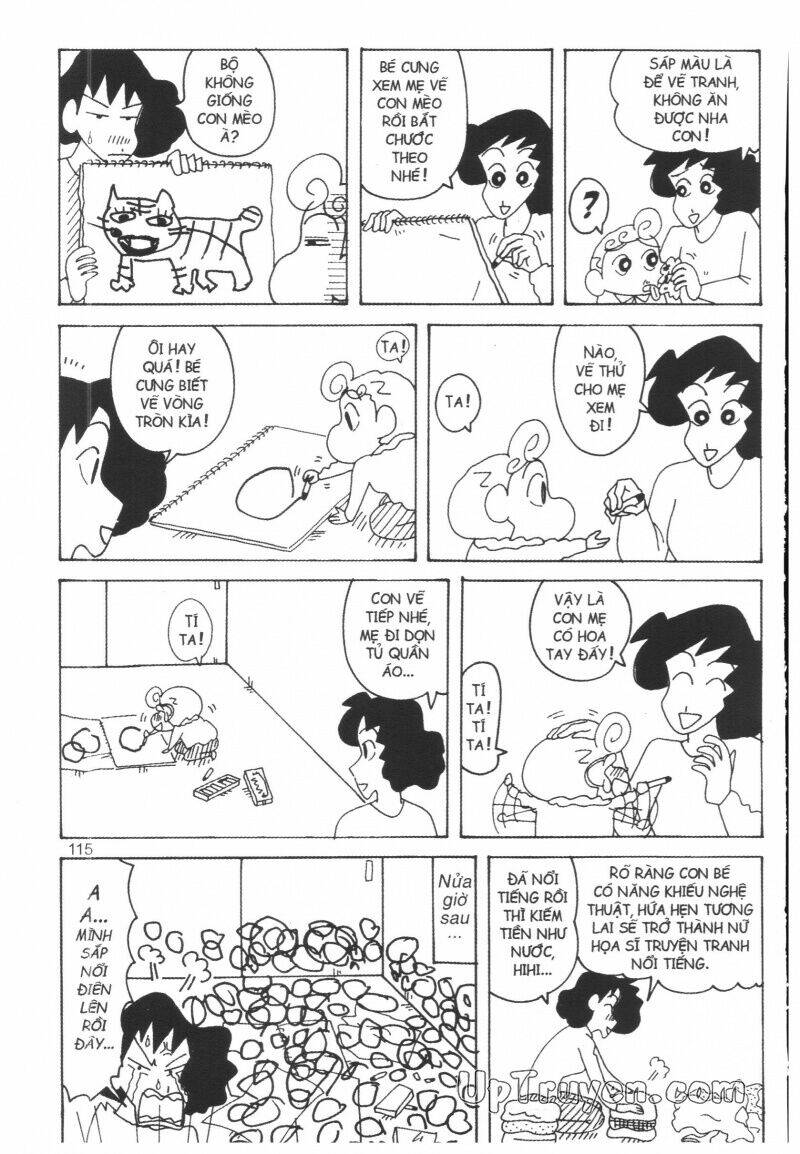 SÁP MÀU LÀ
ĐỂ VẼ TRANH,
KHÔNG ĂN
ĐƯỢC NHA
CON!
?
BÉ CƯNG
XEM MẸ VẼ
CON MÈO
RỒI BẮT
CHƯỚC
THEO
NHÉ!
BỘ
KHÔNG
GIỐNG
CON MÈO
À?
NÀO,
VẼ THỬ
CHO MẸ
XEM
ĐI!
TA!
TA!
ÔI HAY
QUÁ! BÉ
CƯNG BIẾT
VẼ VÒNG
TRÒN KÌA!
VẬY LÀ
CON MẸ
CÓ HOA
TAY ĐẤY!
TÍ
TA!
TÍ
TA!
CON VẼ
TIẾP NHÉ,
MẸ ĐI DỌN
TỦ QUẦN
ÁO...
TÍ
TA!
115
RÕ RÀNG CON BÉ
CÓ NĂNG KHIẾU NGHỆ
THUẬT, HỨA HẸN TƯƠNG
LAI SẼ TRỞ THÀNH NỮ
HỌA SĨ TRUYỆN TRANH
NỔI TIẾNG.
ĐÃ NỔI
TIẾNG RỒI
THÌ KIẾM
TIỀN NHƯ
NƯỚC,
HIHI...
Nửa
giờ
sau
...
A
A...
MÌNH
SẮP
NỔI
ĐIÊN
LÊN
RỒI
ĐÂY...
UpTruyen.com